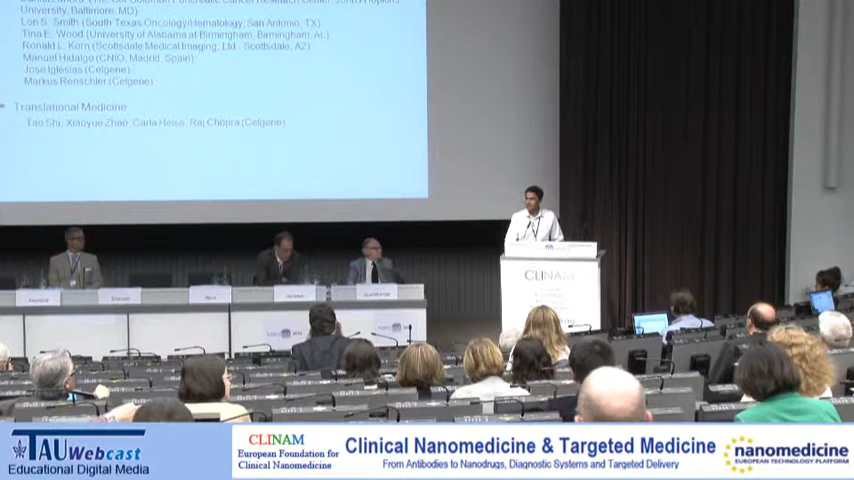 University, Baltimore, MD)
Lon S. Smith (South Texas Oncology/Hematology, San Antonio, TX)
Tina E. Wood (University of Alabama at Birmingham, Birmingham, AL)
Ronald L. Korn (Scottsdale Medical Imaging, Ltd., Scottsdale, AZ)
Manuel Hidalgo (CNIO, Madrid, Spain)
Jose Iglesias (Celgene)
Markus Renschler (Celgene)
Translational Medicine
Tao Shi, Xiaoyue Zhao, Carla Heise, Raj Chopra (Celgene)
CLINAM
TAU Webcast
Educational Digital Media
CLINAM
European Foundation for
Clinical Nanomedicine
Clinical Nanomedicine & Targeted Medicine
From Antibodies to Nanodrugs, Diagnostic Systems and Targeted Delivery
nanomedicine
EUROPEAN TECHNOLOGY PLATFORM